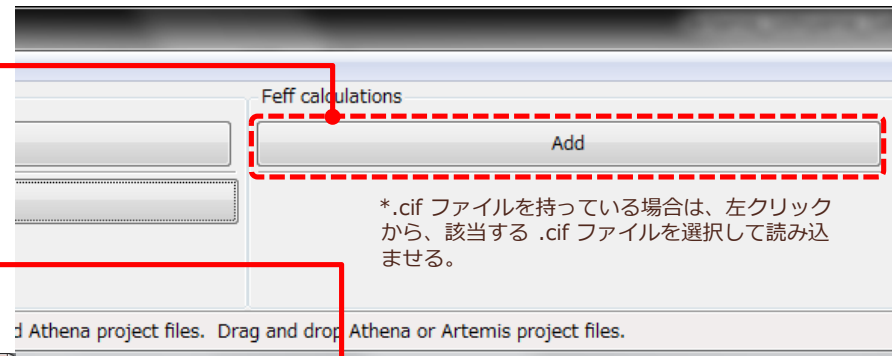 Feff calculations
Add
*.cif ファイルを持っている場合は、左クリック
から、該当する .cif ファイルを選択して読み込
ませる。
Athena project files. Drag and drop Athena or Artemis project files.